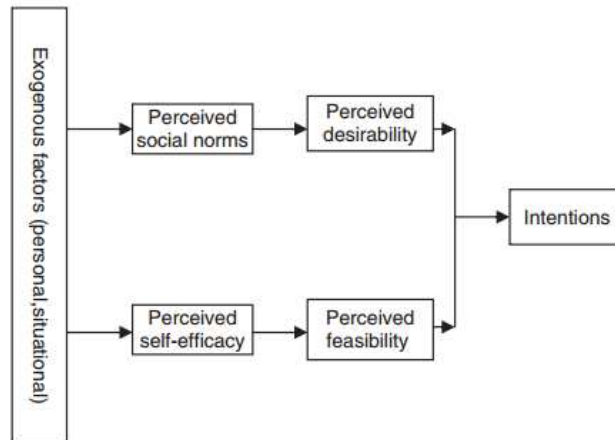 Exogenous factors (personal,situational)
Perceived
social norms
Perceived
desirability
Intentions
Perceived
self-efficacy
Perceived
feasibility